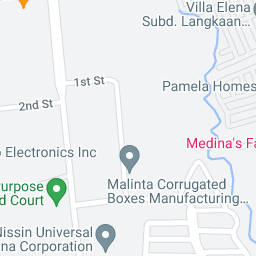 Villa Elena
Subd. Langkaan...
1st St
Pamela Homes
2nd St
Medina's Fa
Electronics Inc
Malinta Corrugated
Boxes Manufacturing...
urpose
Court
Nissin Universal
Corporation